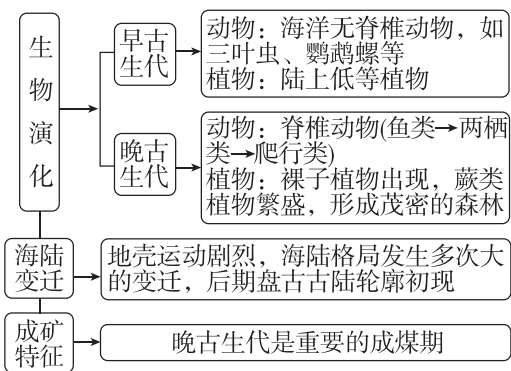 生物演化
早古
生代
动物：海洋无脊椎动物，如
三叶虫、鹦鹉螺等
植物：陆上低等植物
晚古
生代
动物：脊椎动物(鱼类→两栖
类→爬行类)
植物：裸子植物出现，蕨类
植物繁盛，形成茂密的森林
海陆
变迁
地壳运动剧烈，海陆格局发生多次大
的变迁，后期盘古古陆轮廓初现
成矿
特征
晚古生代是重要的成煤期